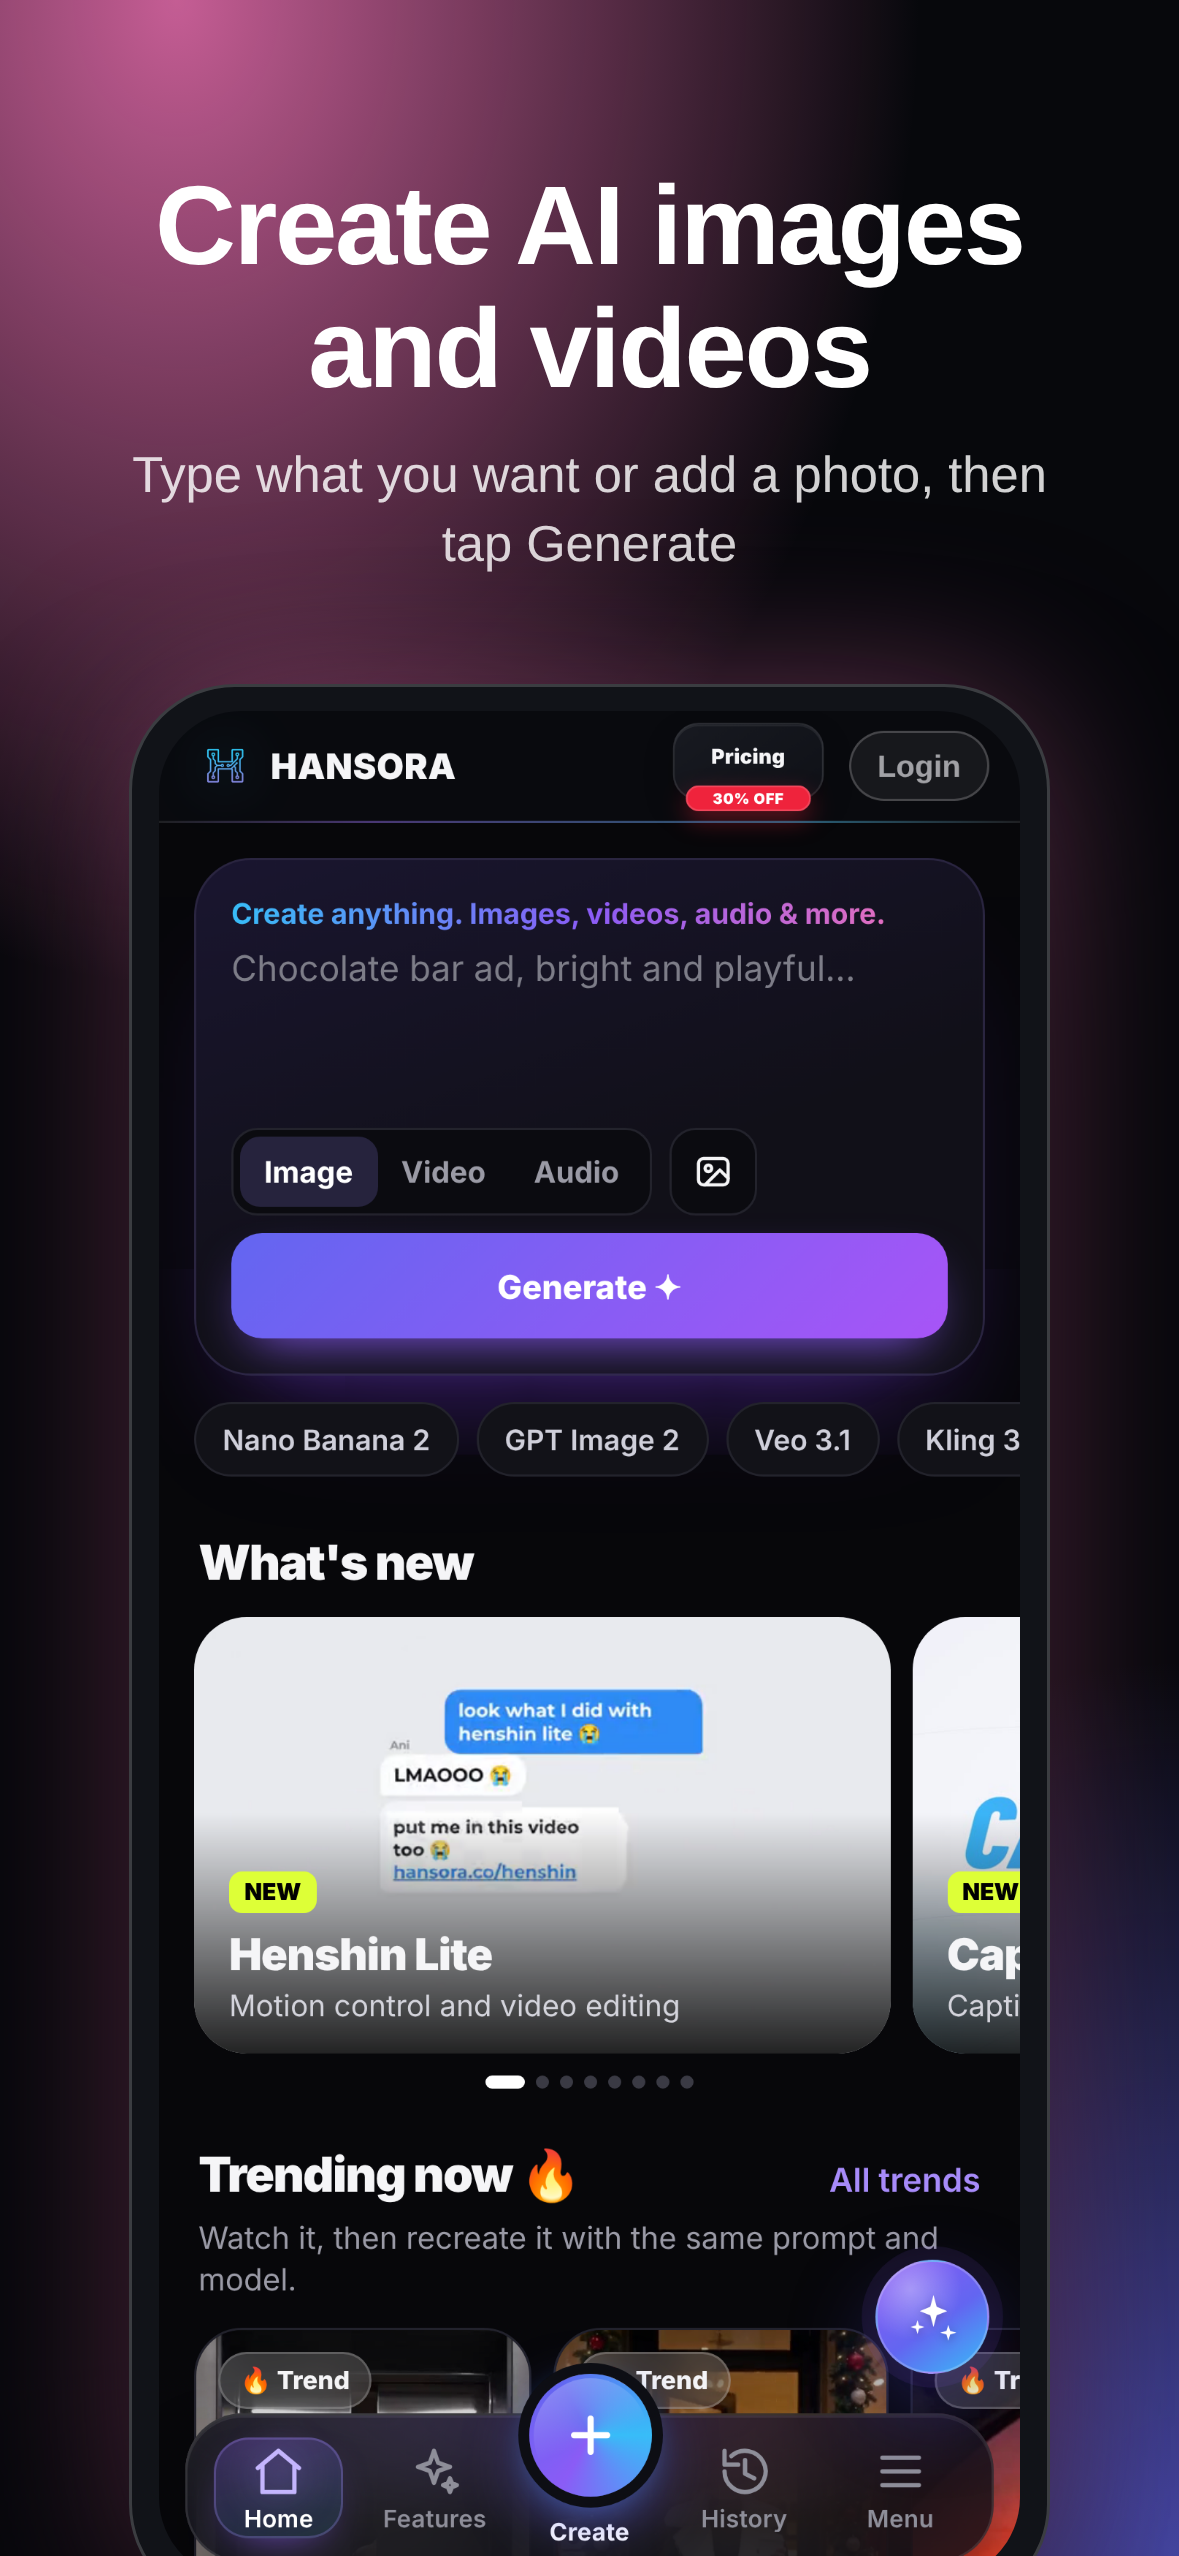 Create AI images
and videos
Type what you want or add a photo, then
tap Generate
HANSORA
Pricing
30% OFF
Login
Create anything. Images, videos, audio & more.
Chocolate bar ad, bright and playful...
Image
Video
Audio
Generate
Nano Banana 2
GPT Image 2
Veo 3.1
Kling 3
What's new
look what I did with
henshin lite 😭
Ani
LMAOOO 😭
put me in this video
too 😭
hansora.co/henshin
NEW
Henshin Lite
Motion control and video editing
NEW
Cap
Capti
Trending now 🔥
All trends
Watch it, then recreate it with the same prompt and
model.
🔥 Trend
Trend
🔥 Tr
Home
Features
Create
History
Menu